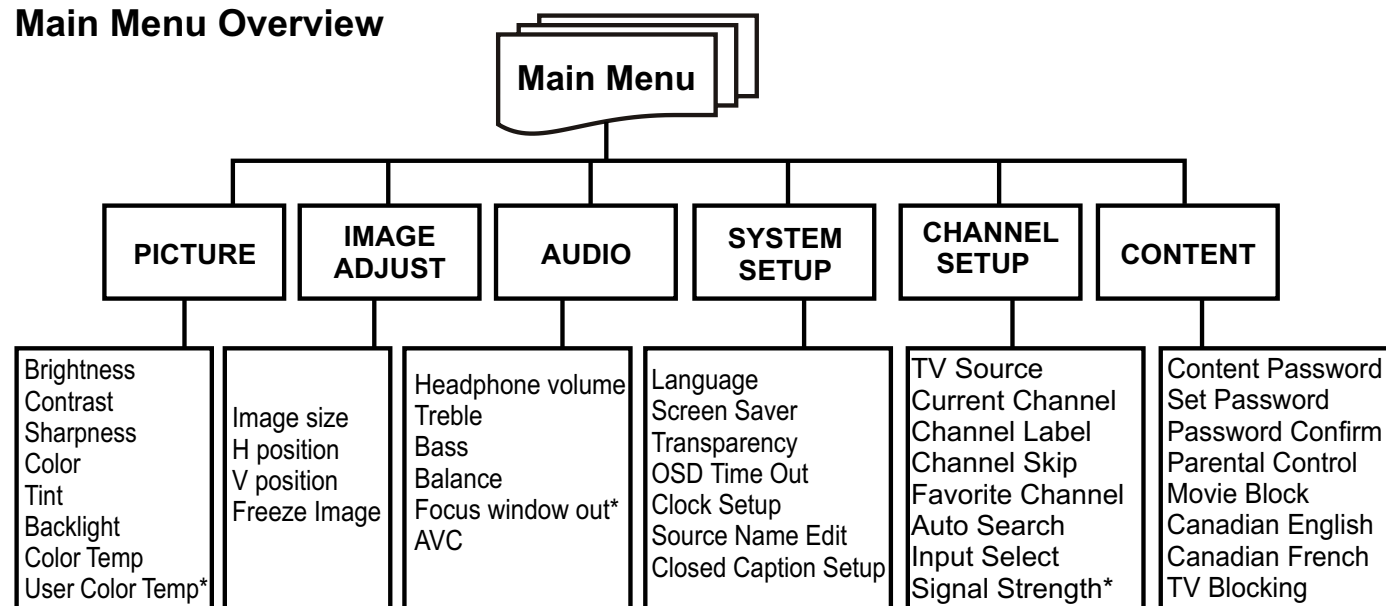 Main Menu Overview
Main Menu
PICTURE
IMAGE
ADJUST
AUDIO
SYSTEM
SETUP
CHANNEL
SETUP
CONTENT
Brightness
Contrast
Sharpness
Color
Tint
Backlight
Color Temp
User Color Temp*
Image size
H position
V position
Freeze Image
Headphone volume
Treble
Bass
Balance
Focus window out*
AVC
Language
Screen Saver
Transparency
OSD Time Out
Clock Setup
Source Name Edit
Closed Caption Setup
TV Source
Current Channel
Channel Label
Channel Skip
Favorite Channel
Auto Search
Input Select
Signal Strength*
Content Password
Set Password
Password Confirm
Parental Control
Movie Block
Canadian English
Canadian French
TV Blocking